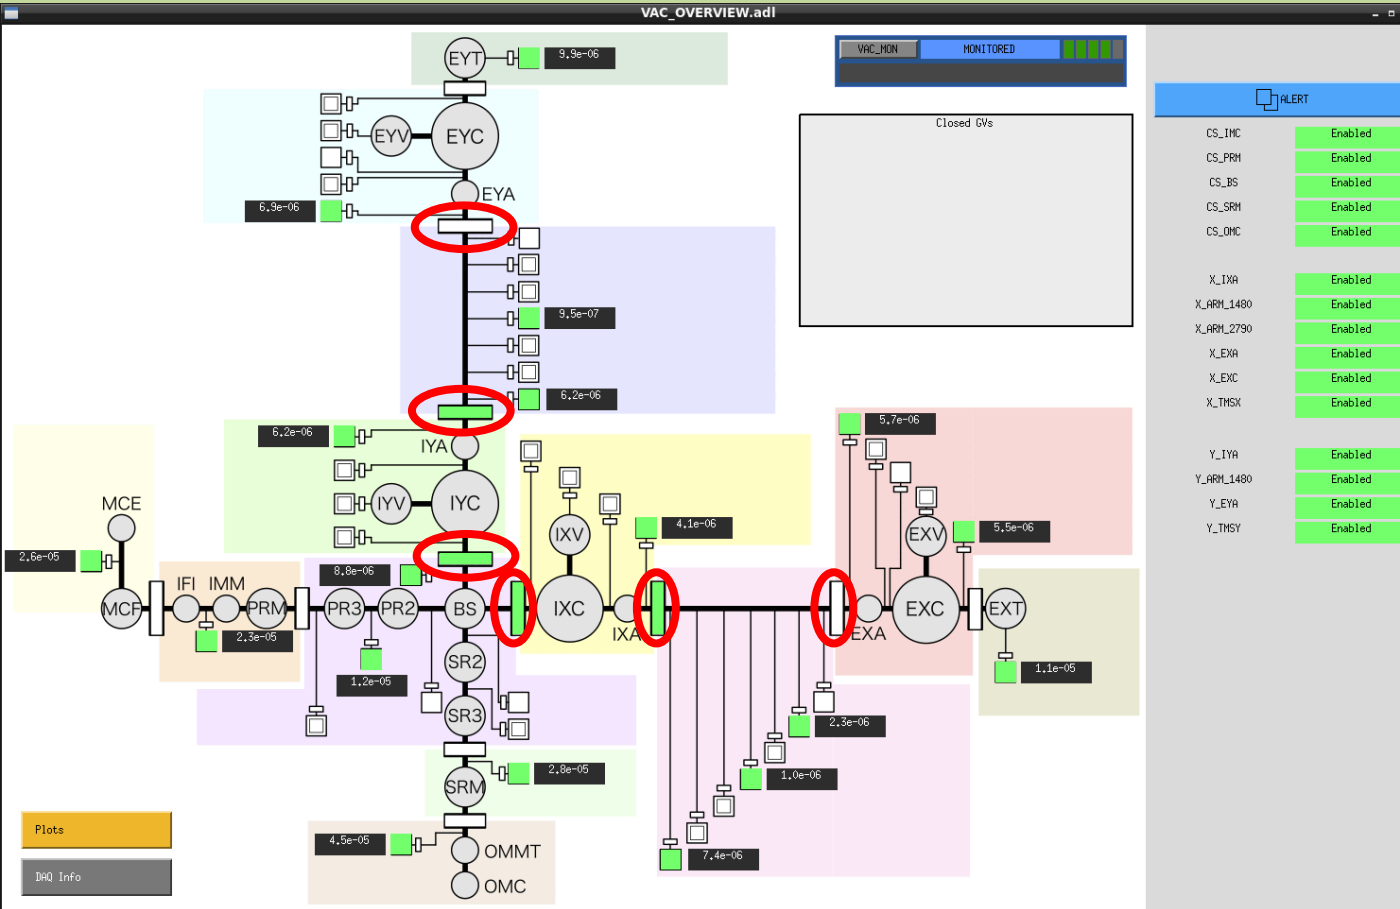 VAC_OVERVIEW.adl
EYT
9.9e-06
VAC_MON
MONITORED
ALERT
Closed GVs
EYV
EYC
EYA
6.9e-06
9.5e-07
6.2e-06
6.2e-06
IYA
IYV
IYC
5.7e-06
4.1e-06
5.5e-06
IXV
EXV
MCE
2.6e-05
8.8e-06
IFI
IMM
MCF
PRM
PR3
PR2
BS
IXC
IXA
EXA
EXC
EXT
2.3e-05
1.2e-05
SR2
1.1e-05
SR3
2.3e-06
SRM
2.8e-05
1.0e-06
4.5e-05
OMMT
7.4e-06
OMC
Plots
DAQ Info
CS_IMC Enabled
CS_PRM Enabled
CS_BS Enabled
CS_SRM Enabled
CS_OMC Enabled
X_IXA Enabled
X_ARM_1480 Enabled
X_ARM_2790 Enabled
X_EXA Enabled
X_EXC Enabled
X_TMSX Enabled
Y_IYA Enabled
Y_ARM_1480 Enabled
Y_EYA Enabled
Y_TMSY Enabled